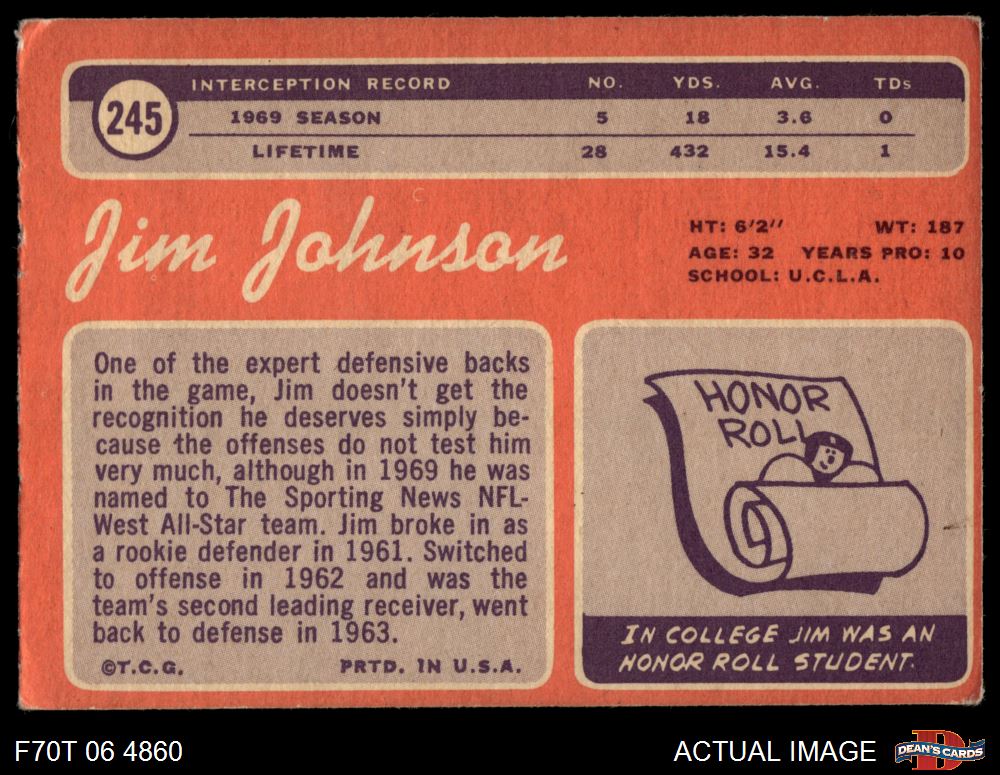 245
INTERCEPTION RECORD NO. YDS. AVG. TDs
1969 SEASON 5 18 3.6 0
LIFETIME 28 432 15.4 1
Jim Johnson
HT: 6'2" WT: 187
AGE: 32 YEARS PRO: 10
SCHOOL: U.C.L.A.
One of the expert defensive backs
in the game, Jim doesn't get the
recognition he deserves simply be-
cause the offenses do not test him
very much, although in 1969 he was
named to The Sporting News NFL-
West All-Star team. Jim broke in as
a rookie defender in 1961. Switched
to offense in 1962 and was the
team's second leading receiver, went
back to defense in 1963.
©T.C.G. PRTD. IN U.S.A.
HONOR
ROLL
IN COLLEGE JIM WAS AN
HONOR ROLL STUDENT.
F70T 06 4860
ACTUAL IMAGE
D
DEAN'S CARDS